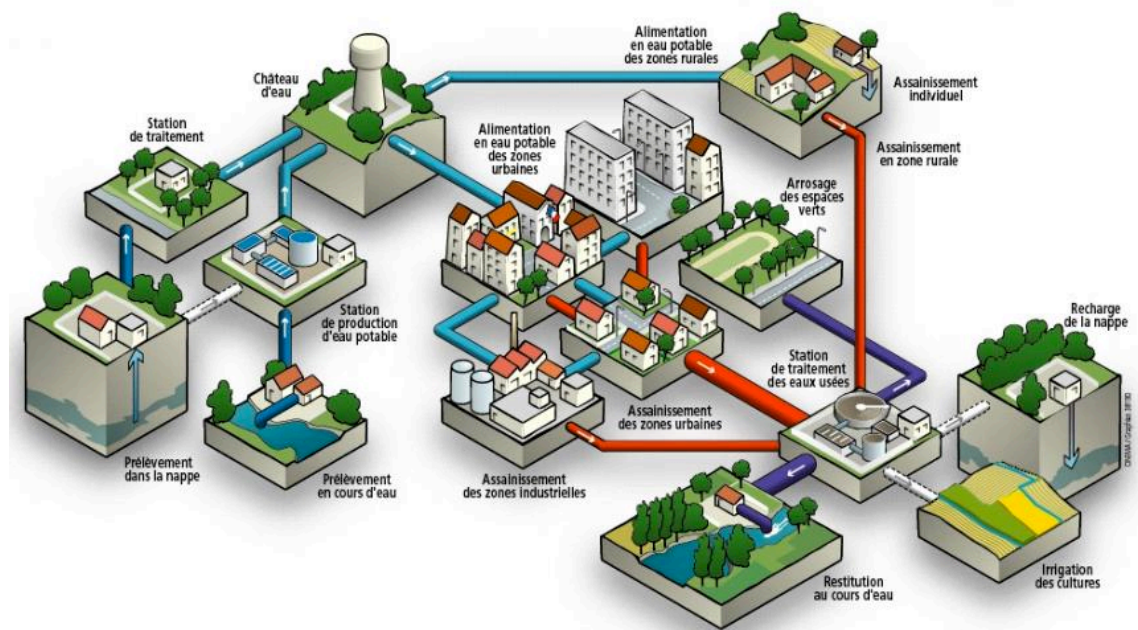 Alimentation
en eau potable
des zones rurales
Château
d'eau
Assainissement
individuel
Station
de traitement
Alimentation
en eau potable
des zones
urbaines
Assainissement
en zone rurale
Arrosage
des espaces
verts
Station
de production
d'eau potable
Recharge
de la nappe
Station
de traitement
des eaux usées
Assainissement
des zones urbaines
Prélèvement
dans la nappe
Prélèvement
en cours d'eau
Assainissement
des zones industrielles
Restitution
au cours d'eau
Irrigation
des cultures